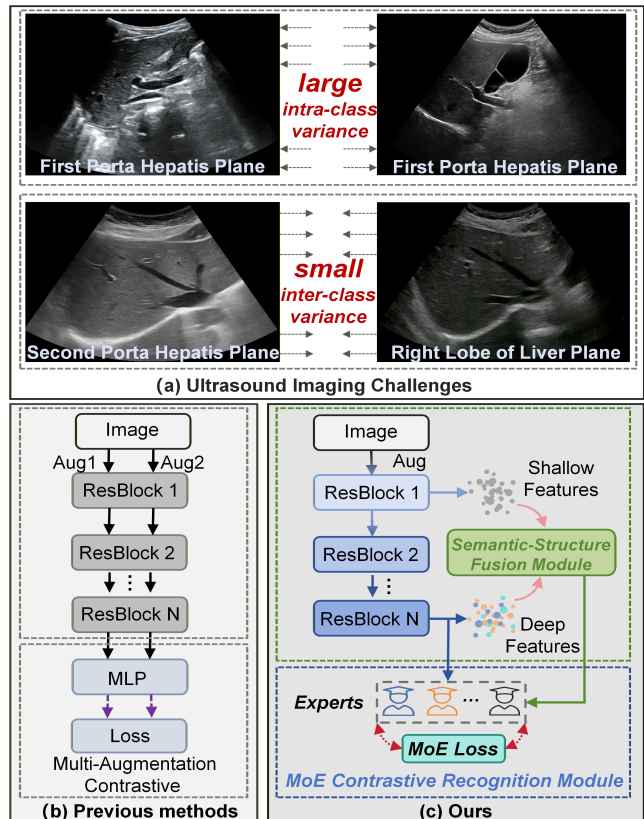 large
intra-class
variance
First Porta Hepatis Plane
First Porta Hepatis Plane
small
inter-class
variance
Second Porta Hepatis Plane
Right Lobe of Liver Plane
(a) Ultrasound Imaging Challenges
Image
Aug1
Aug2
ResBlock 1
ResBlock 2
ResBlock N
MLP
Loss
Multi-Augmentation
Contrastive
(b) Previous methods
Image
Aug
ResBlock 1
Shallow
Features
ResBlock 2
Semantic-Structure
Fusion Module
ResBlock N
Deep
Features
Experts
MoE Loss
MoE Contrastive Recognition Module
(c) Ours